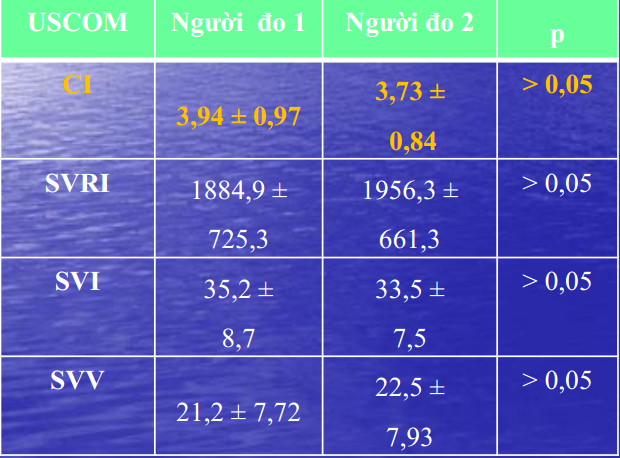 USCOM Người đo 1 Người đo 2 p
CI 3,94 ± 0,97 3,73 ± > 0,05
0,84
SVRI 1884,9 ± 1956,3 ± > 0,05
725,3 661,3
SVI 35,2 ± 33,5 ± > 0,05
8,7 7,5
SVV 21,2 ± 7,72 22,5 ± > 0,05
7,93